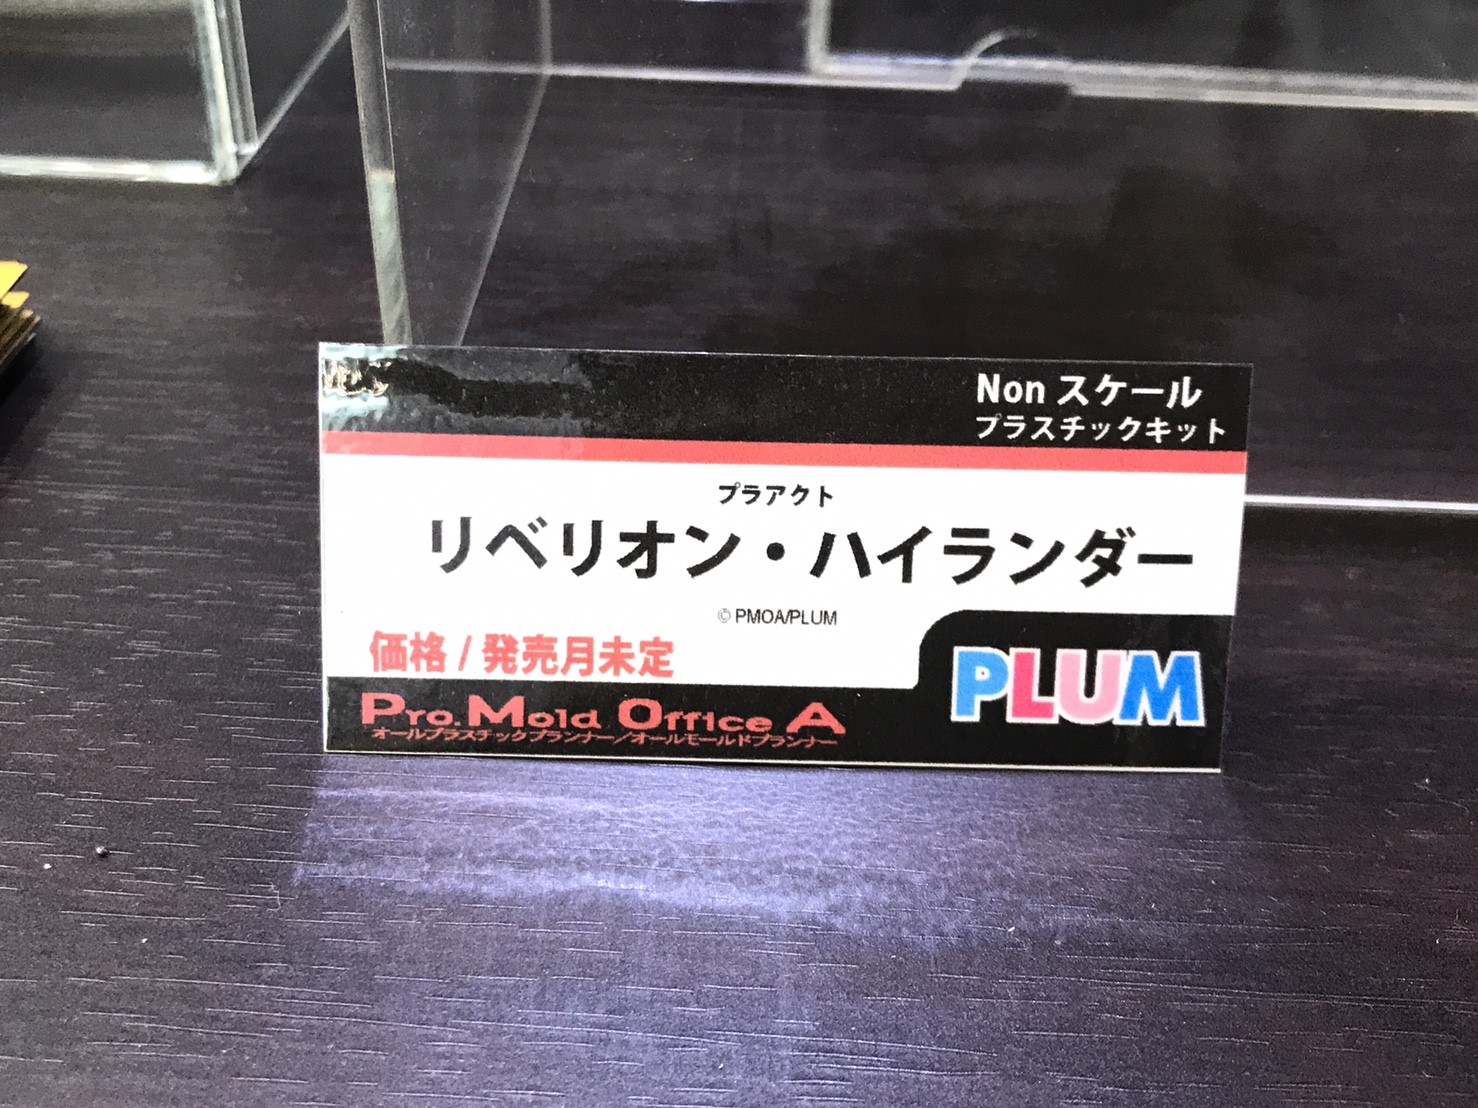 Non スケール
プラスチックキット
プラアクト
リベリオン・ハイランダー
© PMOA/PLUM
価格 / 発売月未定
PLUM
Pro. Mold Office A
オールプラスチックプランナー/オールモールドプランナー